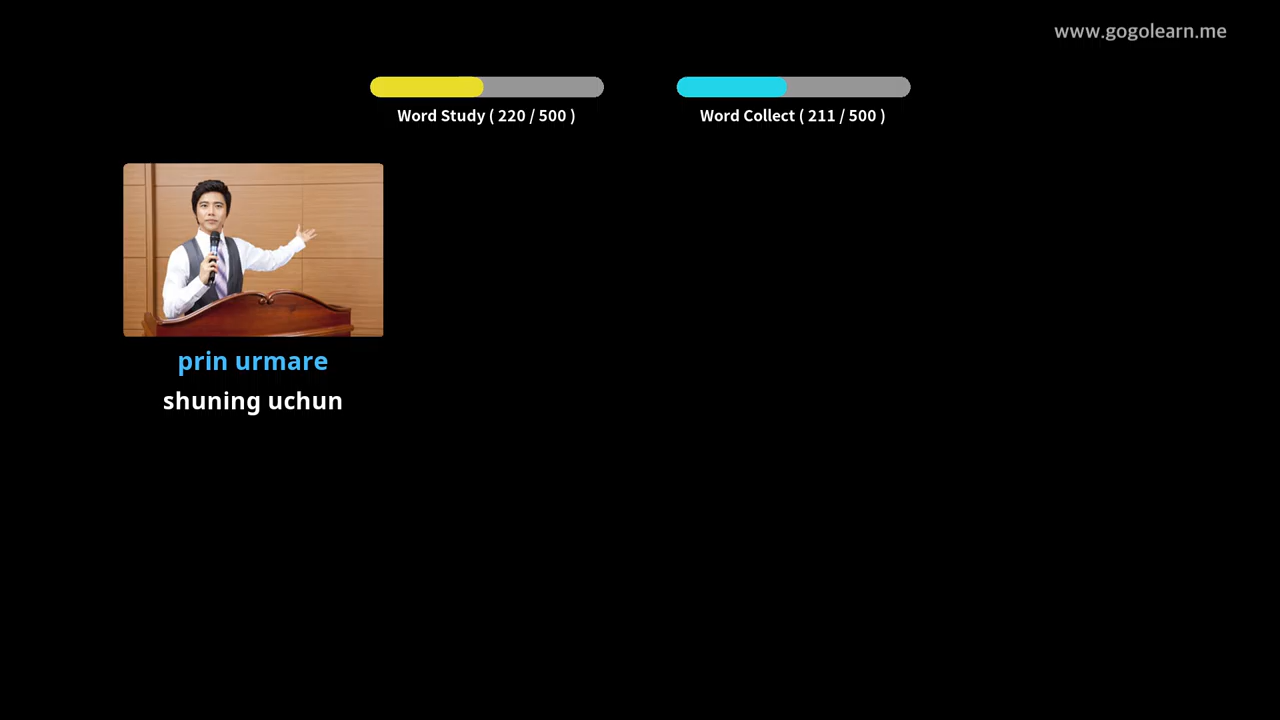 www.gogolearn.me
Word Study ( 220 / 500 )
Word Collect ( 211 / 500 )
prin urmare
shuning uchun